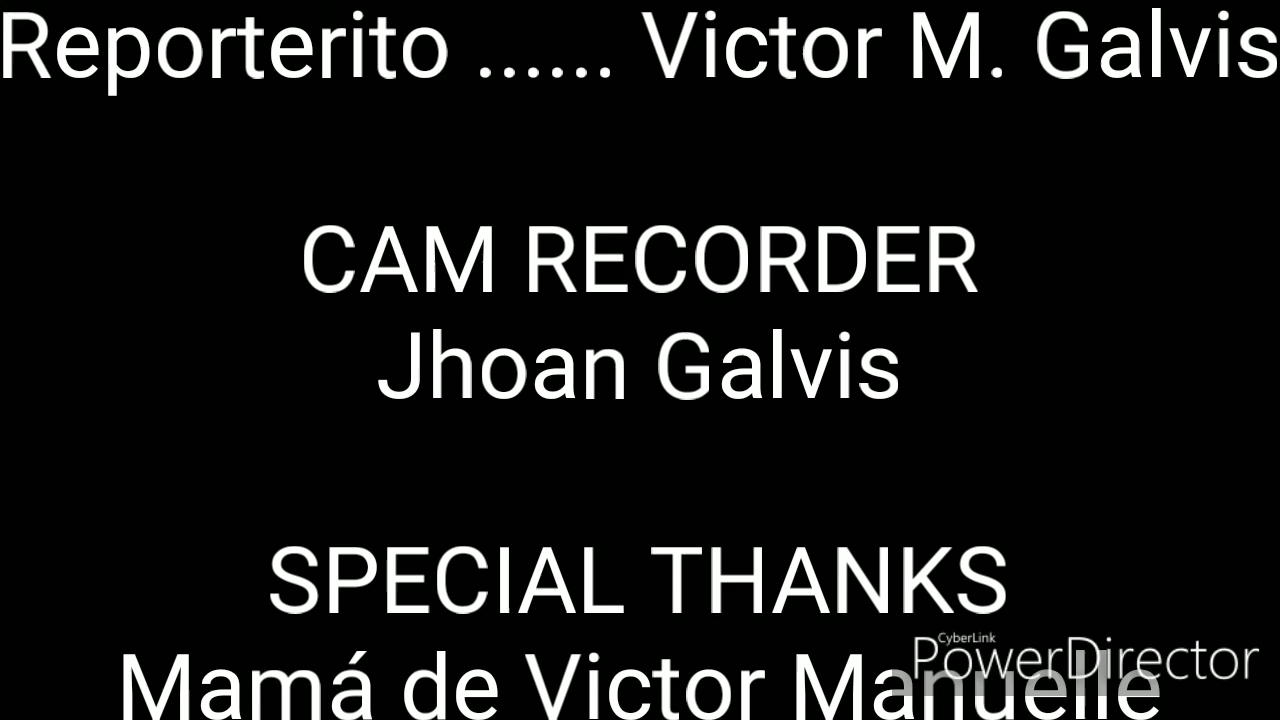 Reporterito ...... Victor M. Galvis
CAM RECORDER
Jhoan Galvis
SPECIAL THANKS
CyberLink
PowerDirector
Mamá de Victor Manuelle